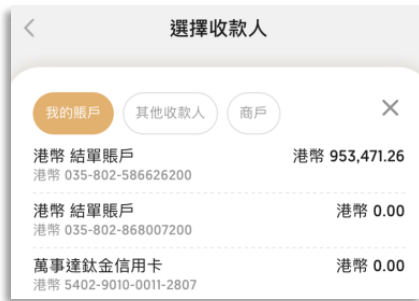 選擇收款人
我的賬戶 其他收款人 商戶
港幣 結單賬戶 港幣 953,471.26
港幣 035-802-586626200
港幣 結單賬戶 港幣 0.00
港幣 035-802-868007200
萬事達鈦金信用卡 港幣 0.00
港幣 5402-9010-0011-2807